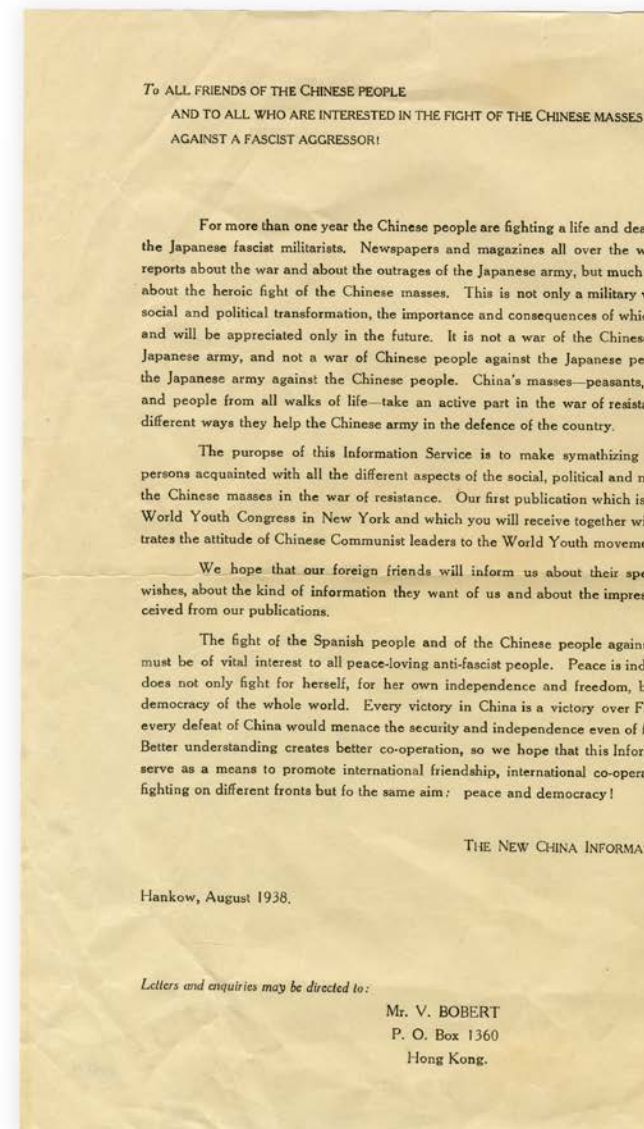 To ALL FRIENDS OF THE CHINESE PEOPLE
AND TO ALL WHO ARE INTERESTED IN THE FIGHT OF THE CHINESE MASSES
AGAINST A FASCIST AGGRESSOR!
For more than one year the Chinese people are fighting a life and dea
the Japanese fascist militarists. Newspapers and magazines all over the w
reports about the war and about the outrages of the Japanese army, but much
about the heroic fight of the Chinese masses. This is not only a military
social and political transformation, the importance and consequences of whic
and will be appreciated only in the future. It is not a war of the Chinese
Japanese army, and not a war of Chinese people against the Japanese pe
the Japanese army against the Chinese people. China's masses—peasants,
and people from all walks of life—take an active part in the war of resista
different ways they help the Chinese army in the defence of the country.
The puropse of this Information Service is to make symathizing
persons acquainted with all the different aspects of the social, political and
the Chinese masses in the war of resistance. Our first publication which is
World Youth Congress in New York and which you will receive together wi
trates the attitude of Chinese Communist leaders to the World Youth moveme
We hope that our foreign friends will inform us about their spe
wishes, about the kind of information they want of us and about the impres
ceived from our publications.
The fight of the Spanish people and of the Chinese people agains
must be of vital interest to all peace-loving anti-fascist people. Peace is ind
does not only fight for herself, for her own independence and freedom, b
democracy of the whole world. Every victory in China is a victory over F
every defeat of China would menace the security and independence even of
Better understanding creates better co-operation, so we hope that this Infor
serve as a means to promote international friendship, international co-opera
fighting on different fronts but fo the same aim: peace and democracy!
THE NEW CHINA INFORMA
Hankow, August 1938.
Letters and enquiries may be directed to:
Mr. V. BOBERT
P. O. Box 1360
Hong Kong.